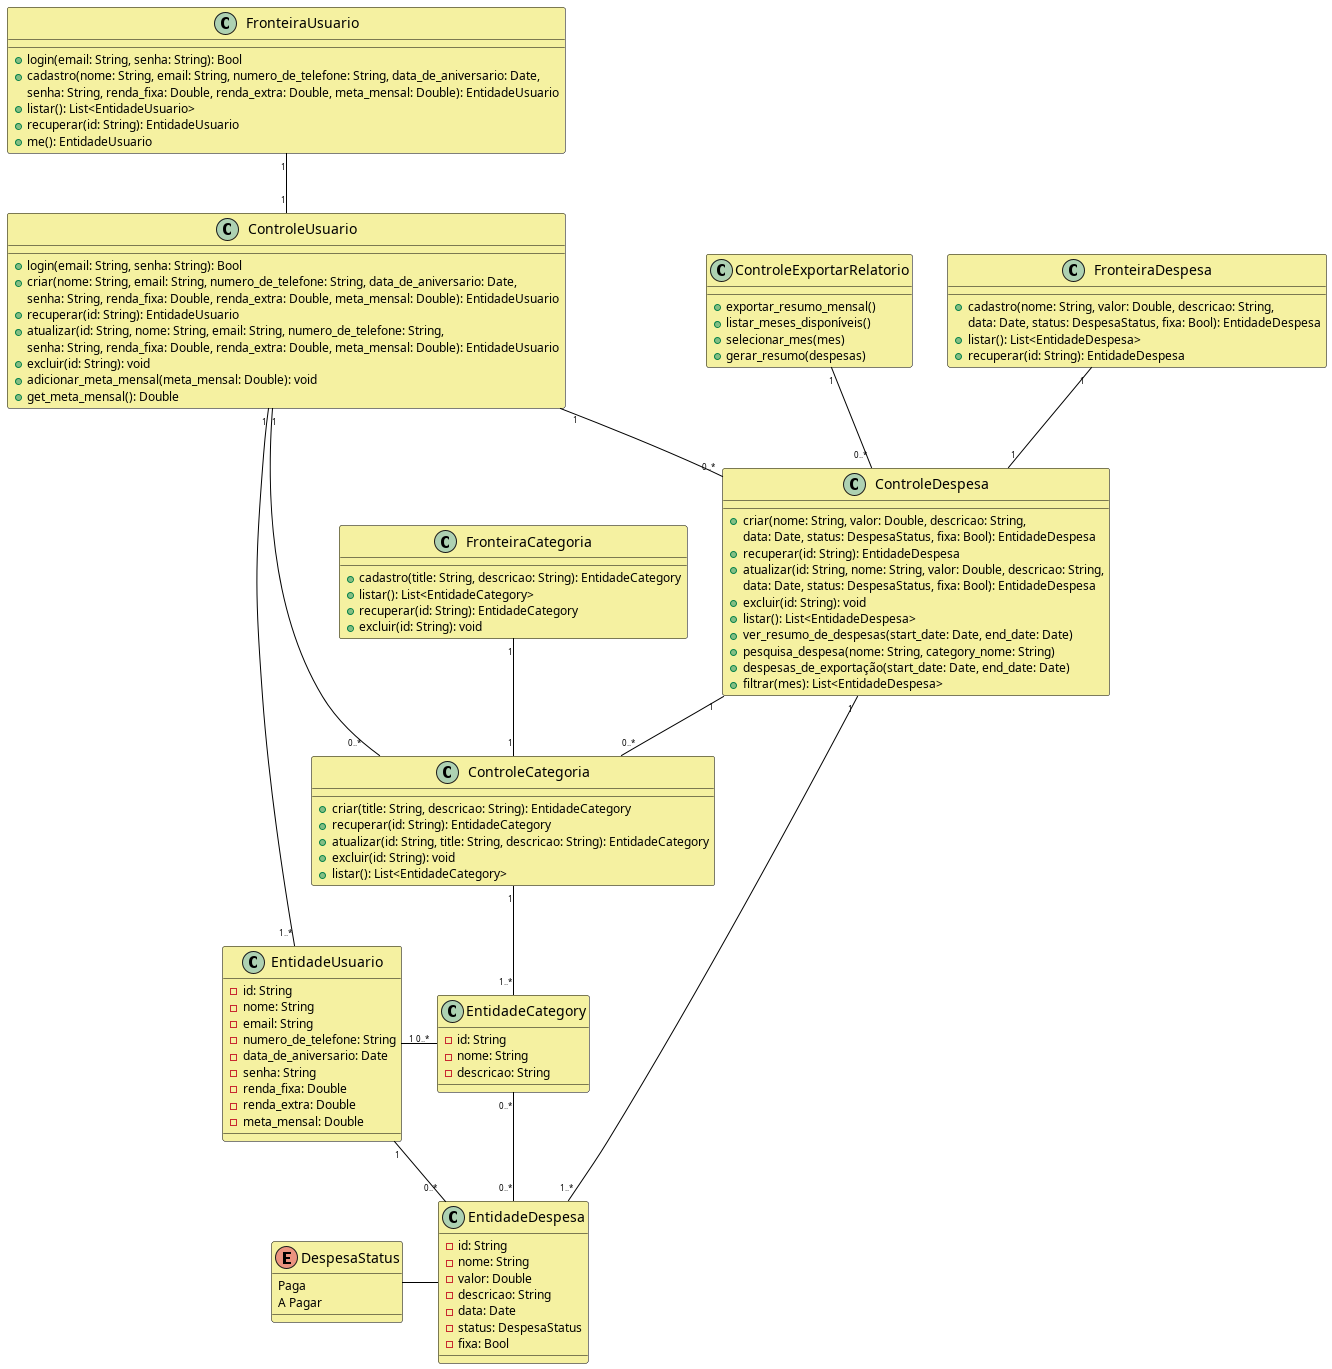 C FronteiraUsuario
login(email: String, senha: String): Bool
cadastro(nome: String, email: String, numero_de_telefone: String, data_de_aniversario: Date,
senha: String, renda_fixa: Double, renda_extra: Double, meta_mensal: Double): EntidadeUsuario
listar(): List<EntidadeUsuario>
recuperar(id: String): EntidadeUsuario
me(): EntidadeUsuario
1
1
C ControleUsuario
login(email: String, senha: String): Bool
criar(nome: String, email: String, numero_de_telefone: String, data_de_aniversario: Date,
senha: String, renda_fixa: Double, renda_extra: Double, meta_mensal: Double): EntidadeUsuario
recuperar(id: String): EntidadeUsuario
atualizar(id: String, nome: String, email: String, numero_de_telefone: String,
senha: String, renda_fixa: Double, renda_extra: Double, meta_mensal: Double): EntidadeUsuario
excluir(id: String): void
adicionar_meta_mensal(meta_mensal: Double): void
get_meta_mensal(): Double
C ControleExportarRelatorio
exportar_resumo_mensal()
listar_meses_disponíveis()
selecionar_mes(mes)
gerar_resumo(despesas)
C FronteiraDespesa
cadastro(nome: String, valor: Double, descricao: String,
data: Date, status: DespesaStatus, fixa: Bool): EntidadeDespesa
listar(): List<EntidadeDespesa>
recuperar(id: String): EntidadeDespesa
1
1
1
1
1
0..*
0..*
1
C ControleDespesa
criar(nome: String, valor: Double, descricao: String,
data: Date, status: DespesaStatus, fixa: Bool): EntidadeDespesa
recuperar(id: String): EntidadeDespesa
atualizar(id: String, nome: String, valor: Double, descricao: String,
data: Date, status: DespesaStatus, fixa: Bool): EntidadeDespesa
excluir(id: String): void
listar(): List<EntidadeDespesa>
ver_resumo_de_despesas(start_date: Date, end_date: Date)
pesquisa_despesa(nome: String, category_nome: String)
despesas_de_exportação(start_date: Date, end_date: Date)
filtrar(mes): List<EntidadeDespesa>
C FronteiraCategoria
cadastro(title: String, descricao: String): EntidadeCategory
listar(): List<EntidadeCategory>
recuperar(id: String): EntidadeCategory
excluir(id: String): void
1
1
1
0..*
1
0..*
C ControleCategoria
criar(title: String, descricao: String): EntidadeCategory
recuperar(id: String): EntidadeCategory
atualizar(id: String, title: String, descricao: String): EntidadeCategory
excluir(id: String): void
listar(): List<EntidadeCategory>
1
1..*
1..*
C EntidadeUsuario
id: String
nome: String
email: String
numero_de_telefone: String
data_de_aniversario: Date
senha: String
renda_fixa: Double
renda_extra: Double
meta_mensal: Double
1 0..*
C EntidadeCategory
id: String
nome: String
descricao: String
0..*
1
0..*
0..*
1..*
C EntidadeDespesa
id: String
nome: String
valor: Double
descricao: String
data: Date
status: DespesaStatus
fixa: Bool
E DespesaStatus
Paga
A Pagar